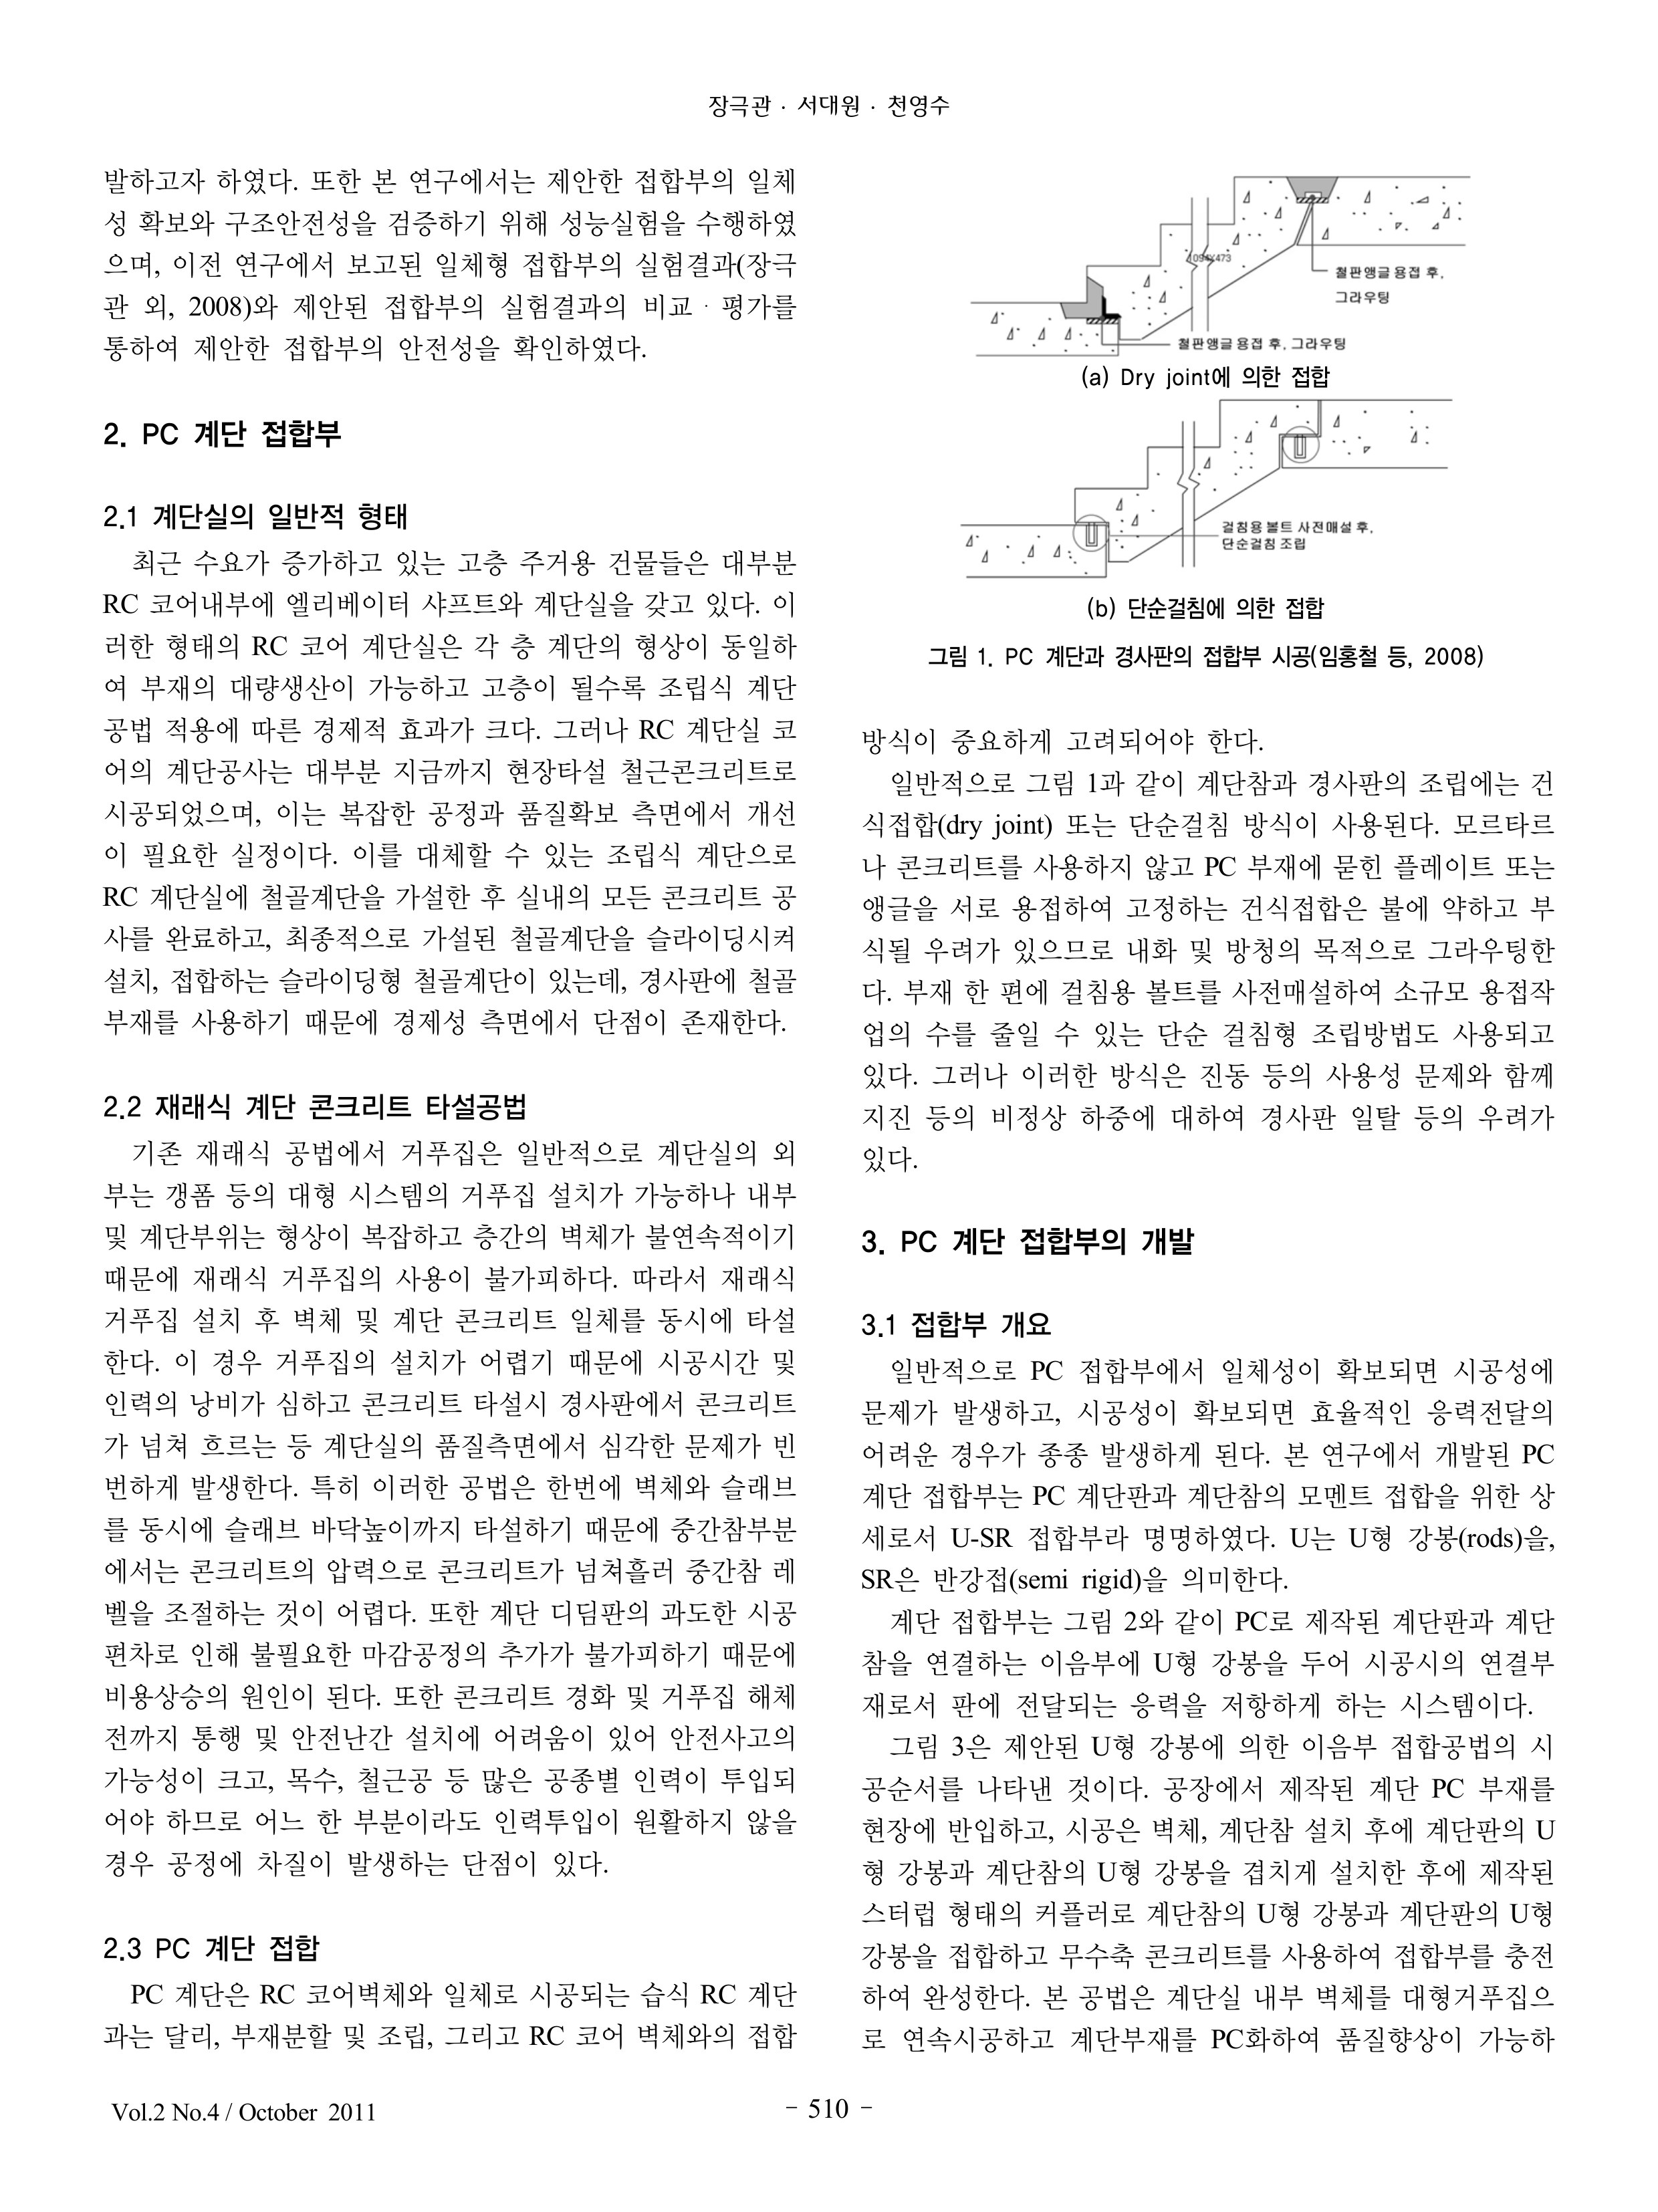 장극관 · 서대원 · 천영수
발하고자 하였다. 또한 본 연구에서는 제안한 접합부의 일체
성 확보와 구조안전성을 검증하기 위해 성능실험을 수행하였
으며, 이전 연구에서 보고된 일체형 접합부의 실험결과(장극
관 외, 2008)와 제안된 접합부의 실험결과의 비교 · 평가를
통하여 제안한 접합부의 안전성을 확인하였다.
2. PC 계단 접합부
2.1 계단실의 일반적 형태
최근 수요가 증가하고 있는 고층 주거용 건물들은 대부분
RC 코어내부에 엘리베이터 샤프트와 계단실을 갖고 있다. 이
러한 형태의 RC 코어 계단실은 각 층 계단의 형상이 동일하
여 부재의 대량생산이 가능하고 고층이 될수록 조립식 계단
공법 적용에 따른 경제적 효과가 크다. 그러나 RC 계단실 코
어의 계단공사는 대부분 지금까지 현장타설 철근콘크리트로
시공되었으며, 이는 복잡한 공정과 품질확보 측면에서 개선
이 필요한 실정이다. 이를 대체할 수 있는 조립식 계단으로
RC 계단실에 철골계단을 가설한 후 실내의 모든 콘크리트 공
사를 완료하고, 최종적으로 가설된 철골계단을 슬라이딩시켜
설치, 접합하는 슬라이딩형 철골계단이 있는데, 경사판에 철골
부재를 사용하기 때문에 경제성 측면에서 단점이 존재한다.
2.2 재래식 계단 콘크리트 타설공법
기존 재래식 공법에서 거푸집은 일반적으로 계단실의 외
부는 갱폼 등의 대형 시스템의 거푸집 설치가 가능하나 내부
및 계단부위는 형상이 복잡하고 층간의 벽체가 불연속적이기
때문에 재래식 거푸집의 사용이 불가피하다. 따라서 재래식
거푸집 설치 후 벽체 및 계단 콘크리트 일체를 동시에 타설
한다. 이 경우 거푸집의 설치가 어렵기 때문에 시공시간 및
인력의 낭비가 심하고 콘크리트 타설시 경사판에서 콘크리트
가 넘쳐 흐르는 등 계단실의 품질측면에서 심각한 문제가 빈
번하게 발생한다. 특히 이러한 공법은 한번에 벽체와 슬래브
를 동시에 슬래브 바닥높이까지 타설하기 때문에 중간참부분
에서는 콘크리트의 압력으로 콘크리트가 넘쳐흘러 중간참 레
벨을 조절하는 것이 어렵다. 또한 계단 디딤판의 과도한 시공
편차로 인해 불필요한 마감공정의 추가가 불가피하기 때문에
비용상승의 원인이 된다. 또한 콘크리트 경화 및 거푸집 해체
전까지 통행 및 안전난간 설치에 어려움이 있어 안전사고의
가능성이 크고, 목수, 철근공 등 많은 공종별 인력이 투입되
어야 하므로 어느 한 부분이라도 인력투입이 원활하지 않을
경우 공정에 차질이 발생하는 단점이 있다.
2.3 PC 계단 접합
PC 계단은 RC 코어벽체와 일체로 시공되는 습식 RC 계단
과는 달리, 부재분할 및 조립, 그리고 RC 코어 벽체와의 접합
1094X473
철판앵글용접 후,
그라우팅
철판앵글용접 후, 그라우팅
(a) Dry joint에 의한 접합
걸침용볼트 사전매설 후,
단순걸침 조립
(b) 단순걸침에 의한 접합
그림 1. PC 계단과 경사판의 접합부 시공(임홍철 등, 2008)
방식이 중요하게 고려되어야 한다.
일반적으로 그림 1과 같이 계단참과 경사판의 조립에는 건
식접합(dry joint) 또는 단순걸침 방식이 사용된다. 모르타르
나 콘크리트를 사용하지 않고 PC 부재에 묻힌 플레이트 또는
앵글을 서로 용접하여 고정하는 건식접합은 불에 약하고 부
식될 우려가 있으므로 내화 및 방청의 목적으로 그라우팅한
다. 부재 한 편에 걸침용 볼트를 사전매설하여 소규모 용접작
업의 수를 줄일 수 있는 단순 걸침형 조립방법도 사용되고
있다. 그러나 이러한 방식은 진동 등의 사용성 문제와 함께
지진 등의 비정상 하중에 대하여 경사판 일탈 등의 우려가
있다.
3. PC 계단 접합부의 개발
3.1 접합부 개요
일반적으로 PC 접합부에서 일체성이 확보되면 시공성에
문제가 발생하고, 시공성이 확보되면 효율적인 응력전달의
어려운 경우가 종종 발생하게 된다. 본 연구에서 개발된 PC
계단 접합부는 PC 계단판과 계단참의 모멘트 접합을 위한 상
세로서 U-SR 접합부라 명명하였다. U는 U형 강봉(rods)을,
SR은 반강접(semi rigid)을 의미한다.
계단 접합부는 그림 2와 같이 PC로 제작된 계단판과 계단
참을 연결하는 이음부에 U형 강봉을 두어 시공시의 연결부
재로서 판에 전달되는 응력을 저항하게 하는 시스템이다.
그림 3은 제안된 U형 강봉에 의한 이음부 접합공법의 시
공순서를 나타낸 것이다. 공장에서 제작된 계단 PC 부재를
현장에 반입하고, 시공은 벽체, 계단참 설치 후에 계단판의 U
형 강봉과 계단참의 U형 강봉을 겹치게 설치한 후에 제작된
스터럽 형태의 커플러로 계단참의 U형 강봉과 계단판의 U형
강봉을 접합하고 무수축 콘크리트를 사용하여 접합부를 충전
하여 완성한다. 본 공법은 계단실 내부 벽체를 대형거푸집으
로 연속시공하고 계단부재를 PC화하여 품질향상이 가능하
Vol.2 No.4 / October 2011
- 510 -